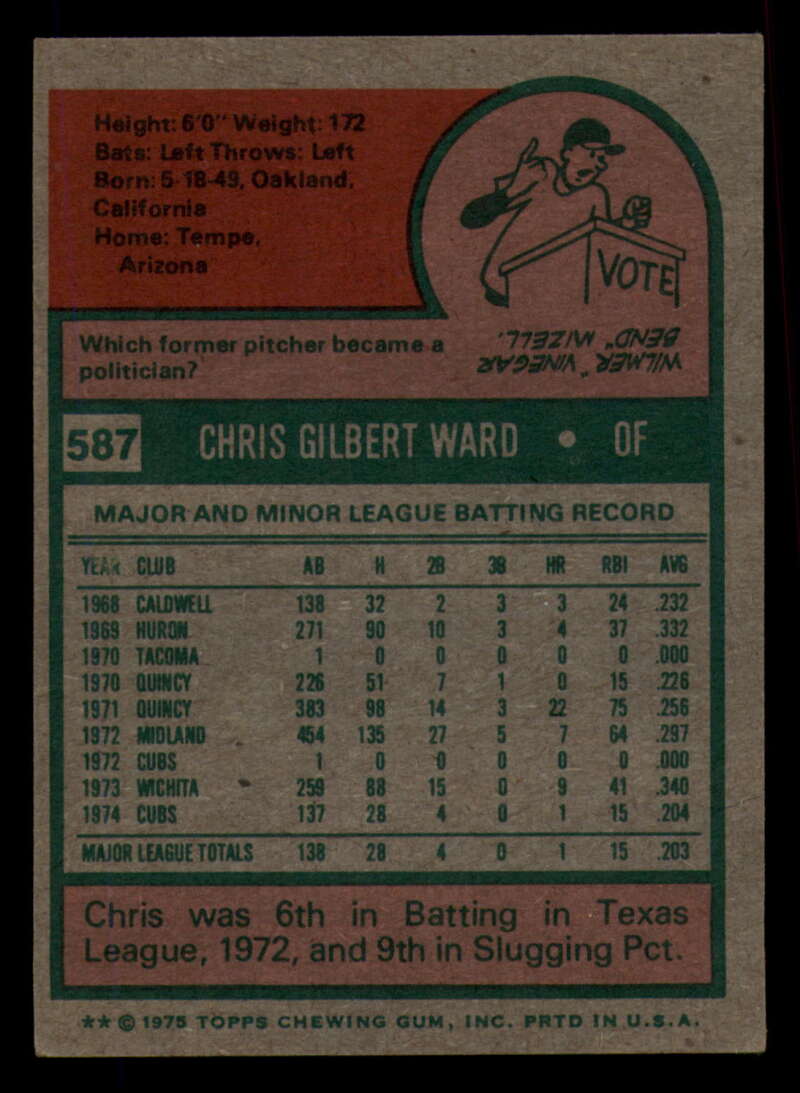 Height: 6'0" Weight: 172
Bats: Left Throws: Left
Born: 5-18-49, Oakland,
California
Home: Tempe,
Arizona
VOTE
Which former pitcher became a
politician?
WILMER "VINEGAR
BEND" MIZELL.
587 CHRIS GILBERT WARD • OF
MAJOR AND MINOR LEAGUE BATTING RECORD
YEAR CLUB AB H 2B 3B HR RBI AVG
1968 CALDWELL 138 32 2 3 3 24 .232
1969 HURON 271 90 10 3 4 37 .332
1970 TACOMA 1 0 0 0 0 0 .000
1970 QUINCY 226 51 7 1 0 15 .226
1971 QUINCY 383 98 14 3 22 75 .256
1972 MIDLAND 454 135 27 5 7 64 .297
1972 CUBS 1 0 0 0 0 0 .000
1973 WICHITA 259 88 15 0 9 41 .340
1974 CUBS 137 28 4 0 1 15 .204
MAJOR LEAGUE TOTALS 138 28 4 0 1 15 .203
Chris was 6th in Batting in Texas
League, 1972, and 9th in Slugging Pct.
** © 1975 TOPPS CHEWING GUM, INC. PRTD IN U.S.A.